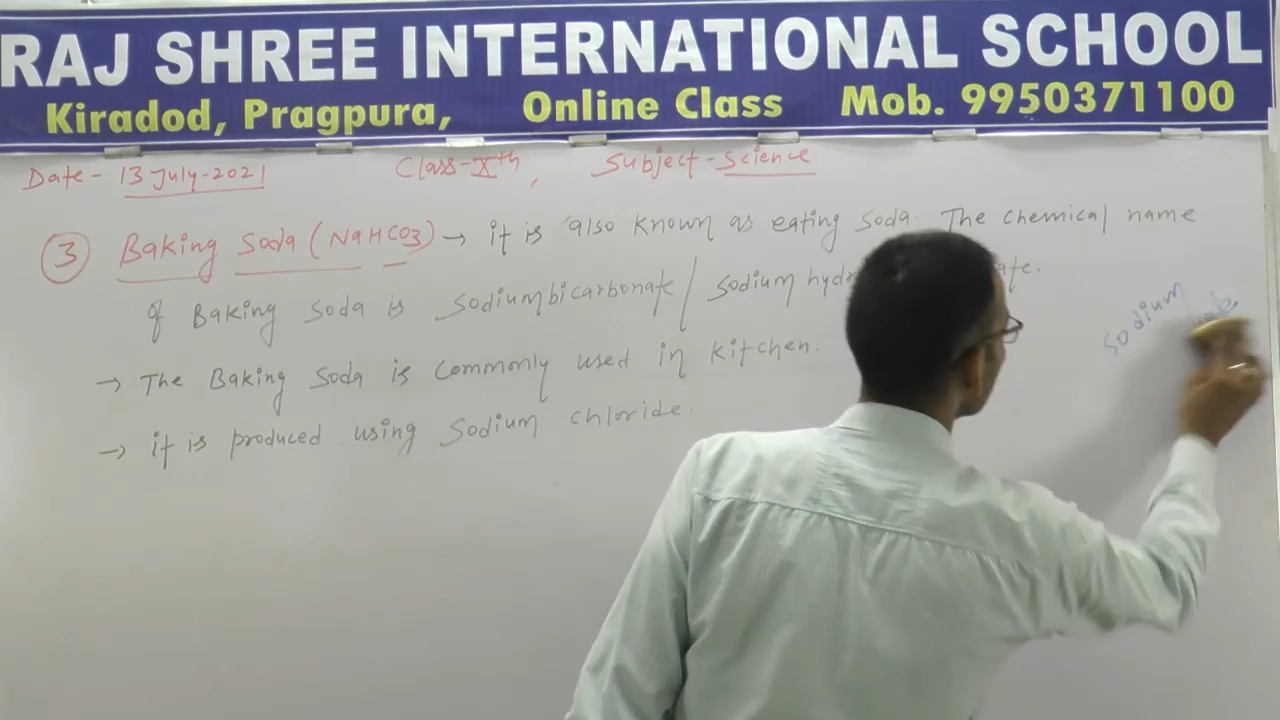 RAJ SHREE INTERNATIONAL SCHOOL
Kiradod, Pragpura, Online Class Mob. 9950371100
Date - 13 July-2021 Class-Xth, Subject-Science
3 Baking Soda (NaHCO3) → it is also known as eating soda. The chemical name
of Baking Soda is Sodiumbicarbonate / Sodium
→ The Baking Soda is commonly used in kitchen.
→ it is produced using Sodium chloride.
Sodium